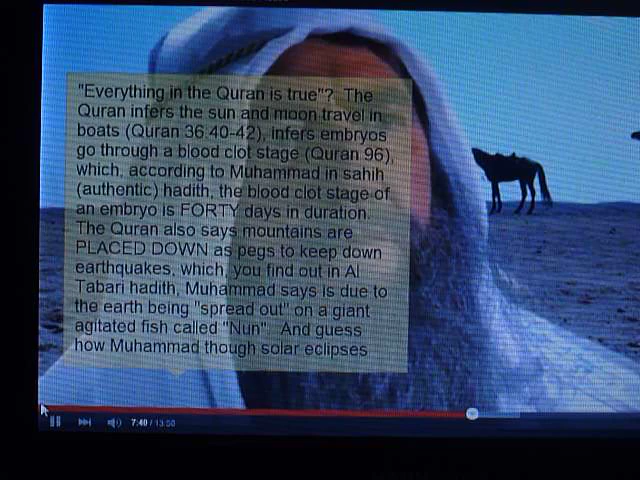 "Everything in the Quran is true"? The
Quran infers the sun and moon travel in
boats (Quran 36:40-42), infers embryos
go through a blood clot stage (Quran 96),
which, according to Muhammad in sahih
(authentic) hadith, the blood clot stage of
an embryo is FORTY days in duration.
The Quran also says mountains are
PLACED DOWN as pegs to keep down
earthquakes, which, you find out in Al
Tabari hadith, Muhammad says is due to
the earth being "spread out" on a giant
agitated fish called "Nun". And guess
how Muhammad though solar eclipses
7:40 / 13:50